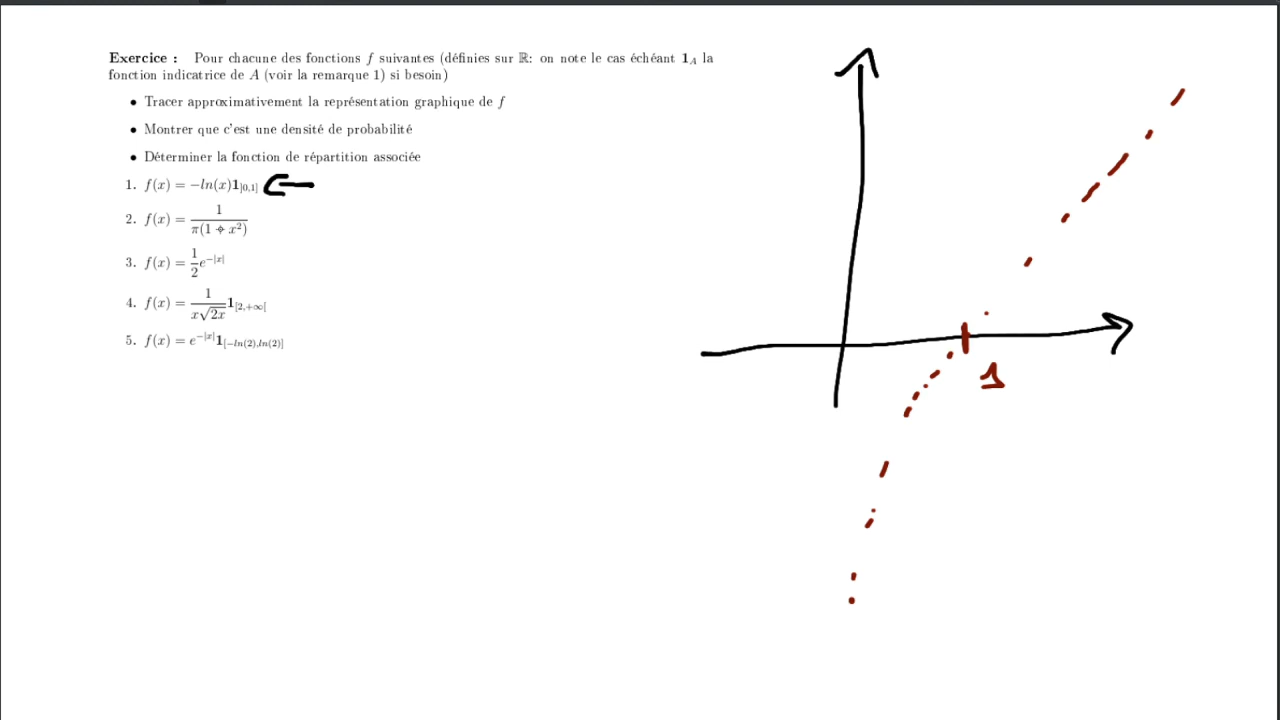 Exercice : Pour chacune des fonctions f suivantes (définies sur ℝ: on note le cas échéant 1_A la
fonction indicatrice de A (voir la remarque 1) si besoin)
• Tracer approximativement la représentation graphique de f
• Montrer que c'est une densité de probabilité
• Déterminer la fonction de répartition associée
1. f(x) = −ln(x)1_{]0,1]}
2. f(x) = 1/(π(1 + x²))
3. f(x) = 1/2 e^{−|x|}
4. f(x) = 1/(x√(2x)) 1_{[2,+∞[}
5. f(x) = e^{−|x|}1_{[−ln(2),ln(2)]}
1